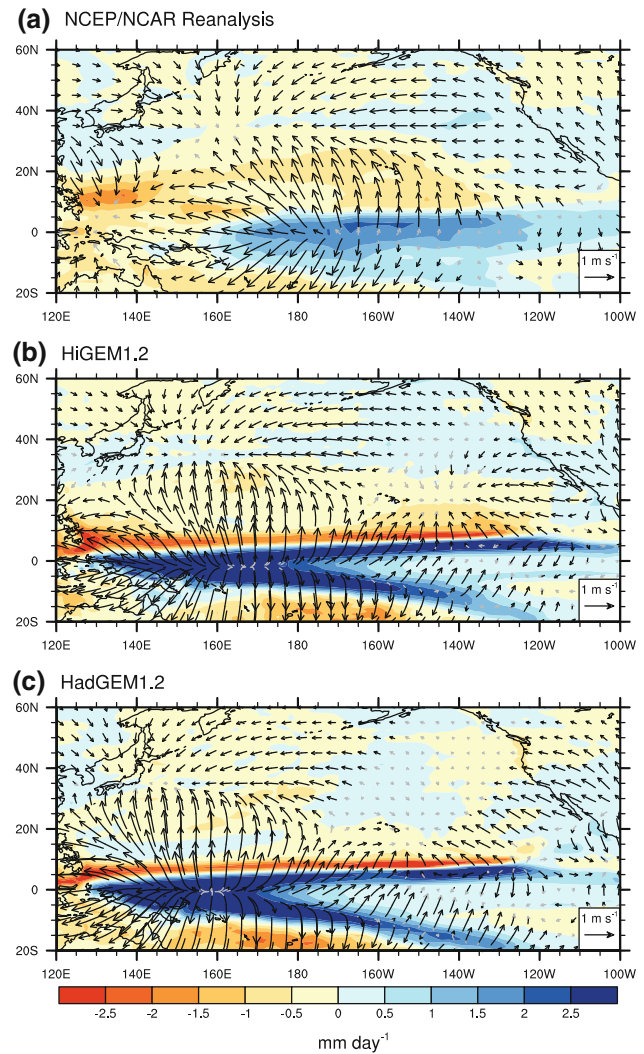 (a) NCEP/NCAR Reanalysis
60N
40N
20N
0
20S
1 m s-1
120E 140E 160E 180 160W 140W 120W 100W
(b) HiGEM1.2
60N
40N
20N
0
20S
1 m s-1
120E 140E 160E 180 160W 140W 120W 100W
(c) HadGEM1.2
60N
40N
20N
0
20S
1 m s-1
120E 140E 160E 180 160W 140W 120W 100W
-2.5 -2 -1.5 -1 -0.5 0 0.5 1 1.5 2 2.5
mm day-1